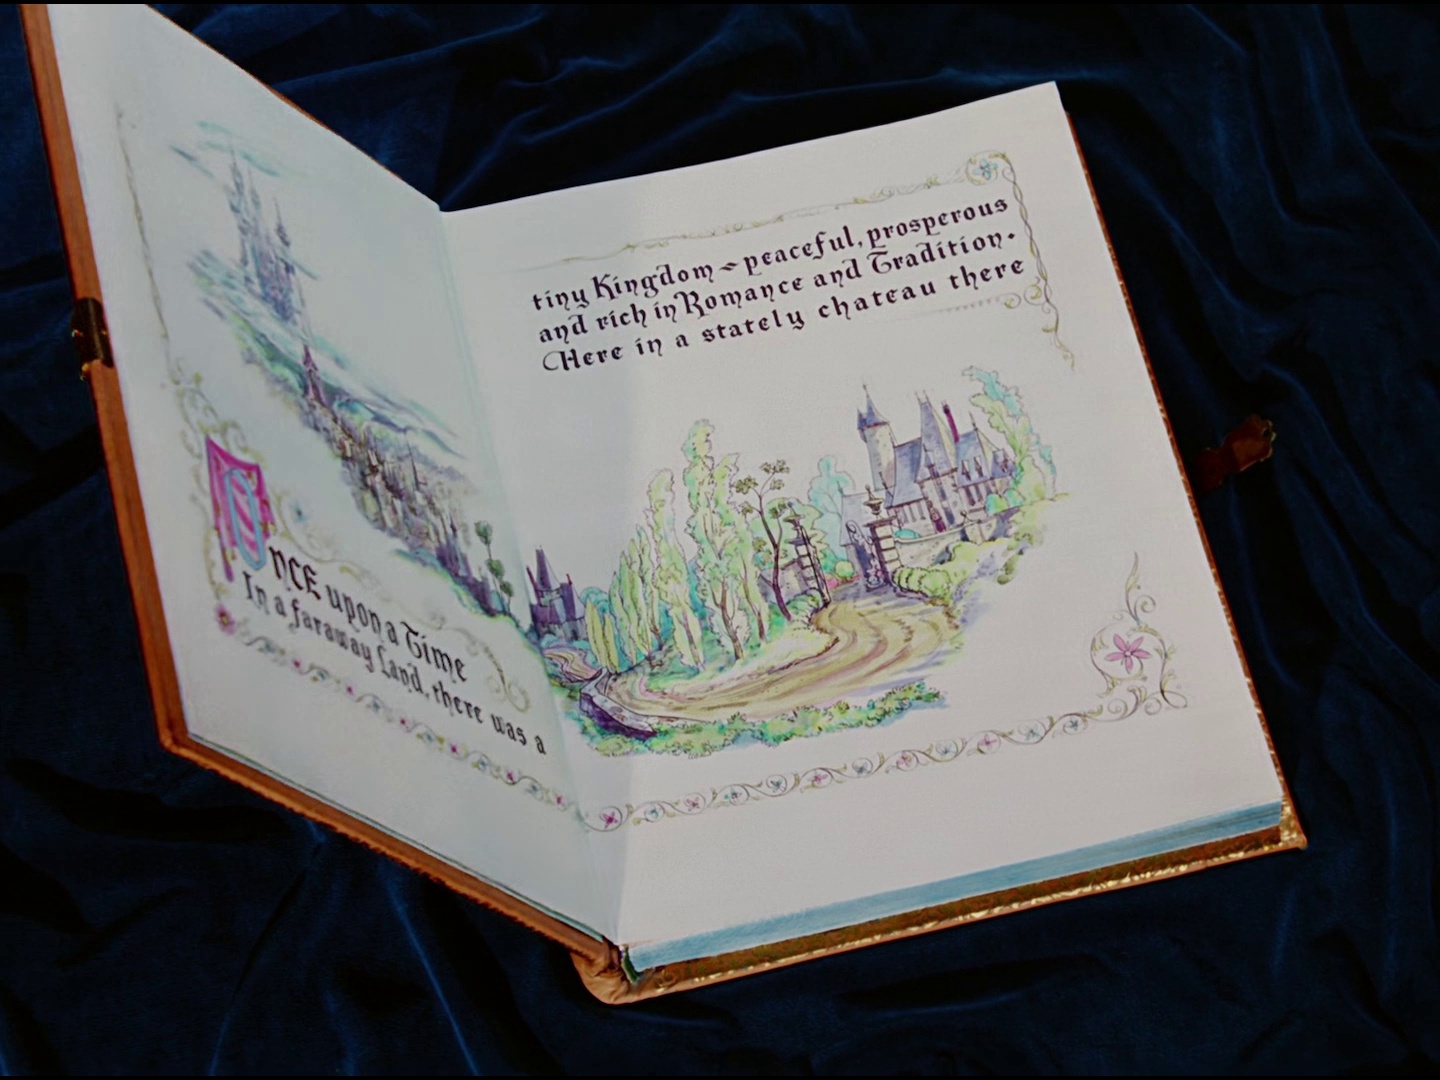 ONCE upon a Time
In a faraway Land, there was a
tiny Kingdom ~ peaceful, prosperous
and rich in Romance and Tradition.
Here in a stately chateau there